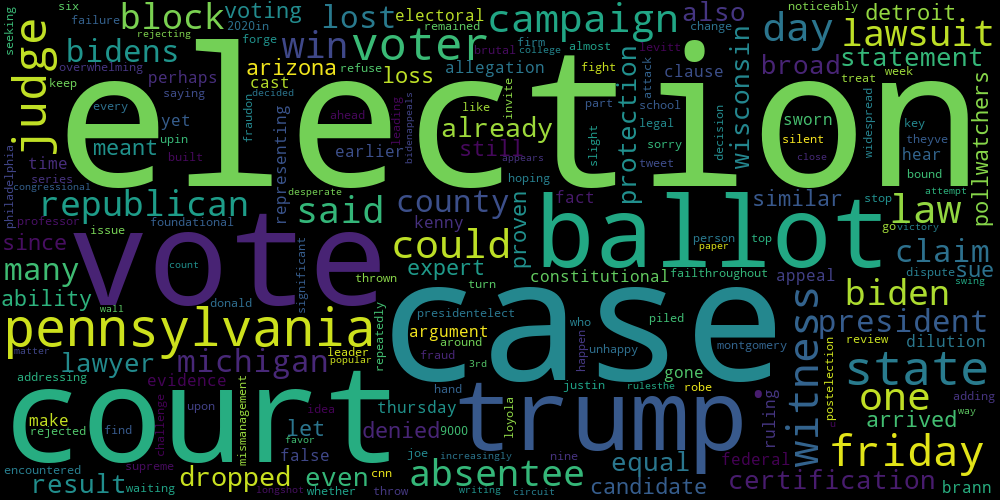 seeking six block voting lost electoral campaign also detroit
failure 2020in remained noticeably
rejecting forge win voter brutal firm almost change day lawsuit
judge bidens college levitt statement
overwhelming arizona refuse allegation fight clause broad
keep perhaps cast loss attack treat week
saying election invite part school wisconsin pollwatchers
every fraudon ahead leading like protection sworn key
yet upin already legal silent widespread theyve
meant built earlier bidenappeals still slight sorry decision hear
philadelphia time representing appears tweet close bound
series hoping
congressional desperate attempt
republican said county ballot fact similar stop law
professor foundational kenny proven person top go victory
since issue vote could paper claim
many count significant expert constitutional failthroughout appeal dispute sue
thrown turn swing
ability donald case biden
wall repeatedly presidentelect who piled president
pennsylvania argument around happen unhappy montgomery review dilution
matter leader fraud 3rd witness
lawyer michigan popular gone postelection state
addressing evidence hand justin rulesthe robe adding
court upon idea thursday trump one
make challenge mismanagement loyola ruling arrived way
rejected find let denied 9000 friday
encountered false favor joe increasingly nine equal federal
supreme cnn
result waiting dropped even absentee candidate certification brann
longshot whether throw writing circuit